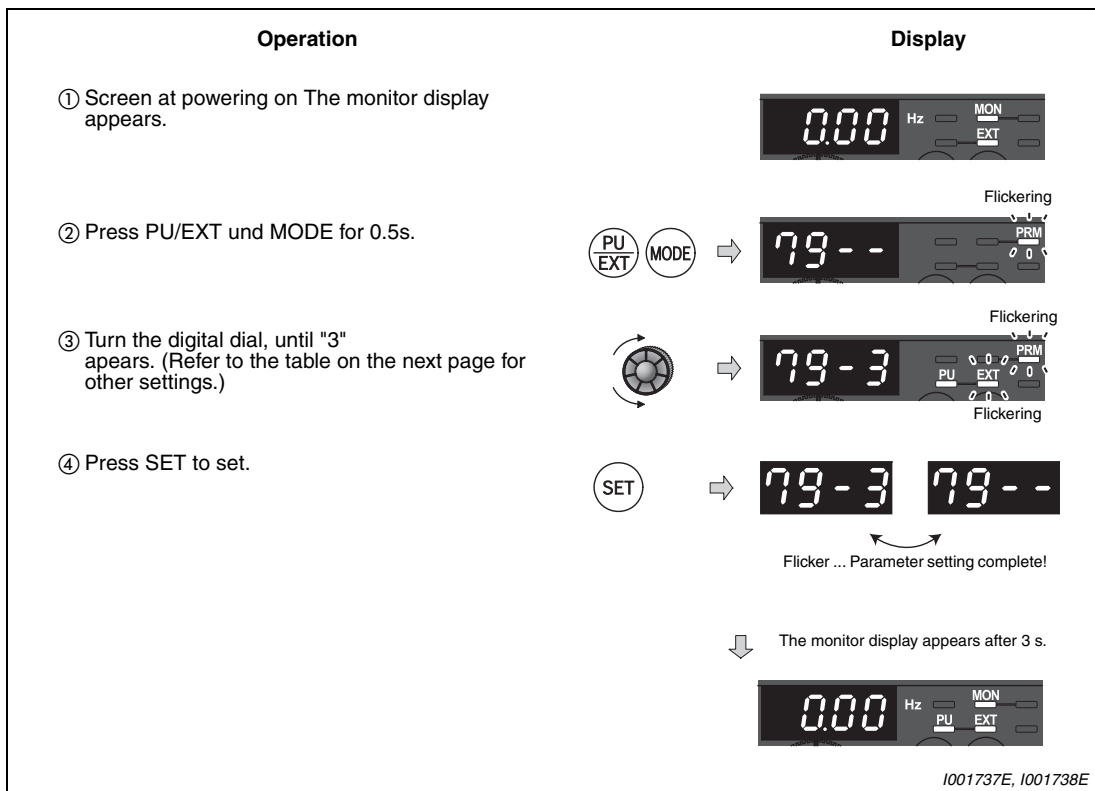 Operation
Display
① Screen at powering on The monitor display
appears.
0.00 Hz MON
EXT
② Press PU/EXT und MODE for 0.5s.
PU
EXT
MODE
Flickering
79-- PRM
③ Turn the digital dial, until "3"
apears. (Refer to the table on the next page for
other settings.)
Flickering
79-3 PRM
PU EXT
Flickering
④ Press SET to set.
SET
79-3 79--
Flicker ... Parameter setting complete!
The monitor display appears after 3 s.
0.00 Hz MON
PU EXT
I001737E, I001738E